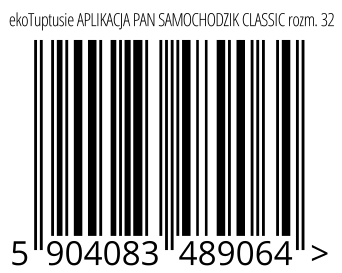 ekoTuptusie APLIKACJA PAN SAMOCHODZIK CLASSIC rozm. 32
5 904083 489064 >